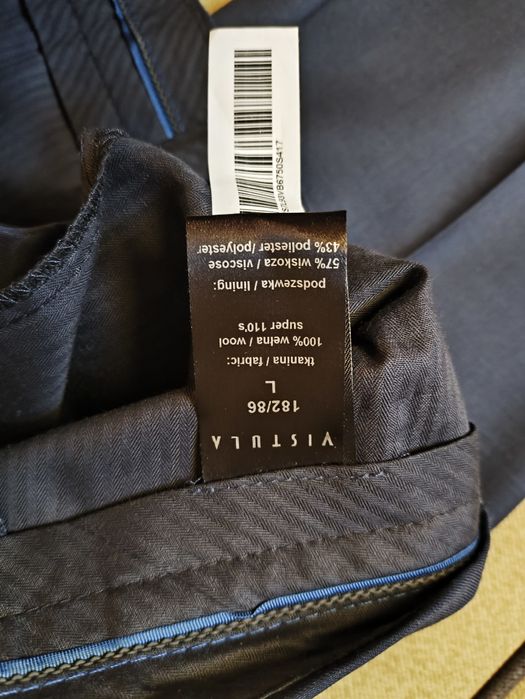 VISTULA
182/86
L
tkanina / fabric:
100% wełna / wool
super 110's
podszewka / lining:
57% wiskoza / viscose
43% poliester /polyester